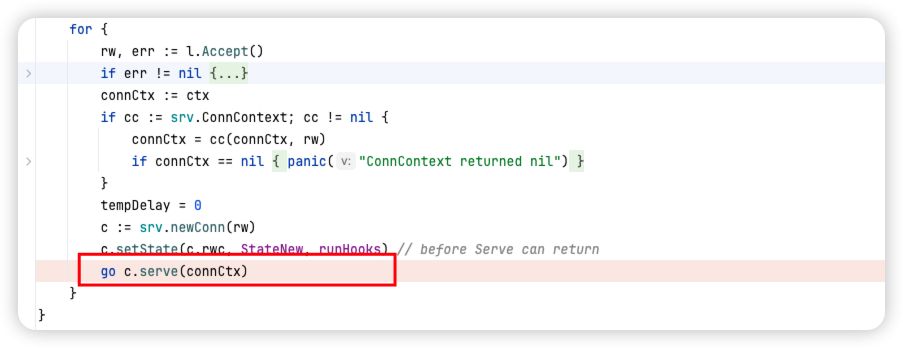 for {
rw, err := l.Accept()
if err != nil {...}
connCtx := ctx
if cc := srv.ConnContext; cc != nil {
connCtx = cc(connCtx, rw)
if connCtx == nil { panic( v: "ConnContext returned nil") }
}
tempDelay = 0
c := srv.newConn(rw)
c.setState(c.rwc, StateNew, runHooks) // before Serve can return
go c.serve(connCtx)
}
}